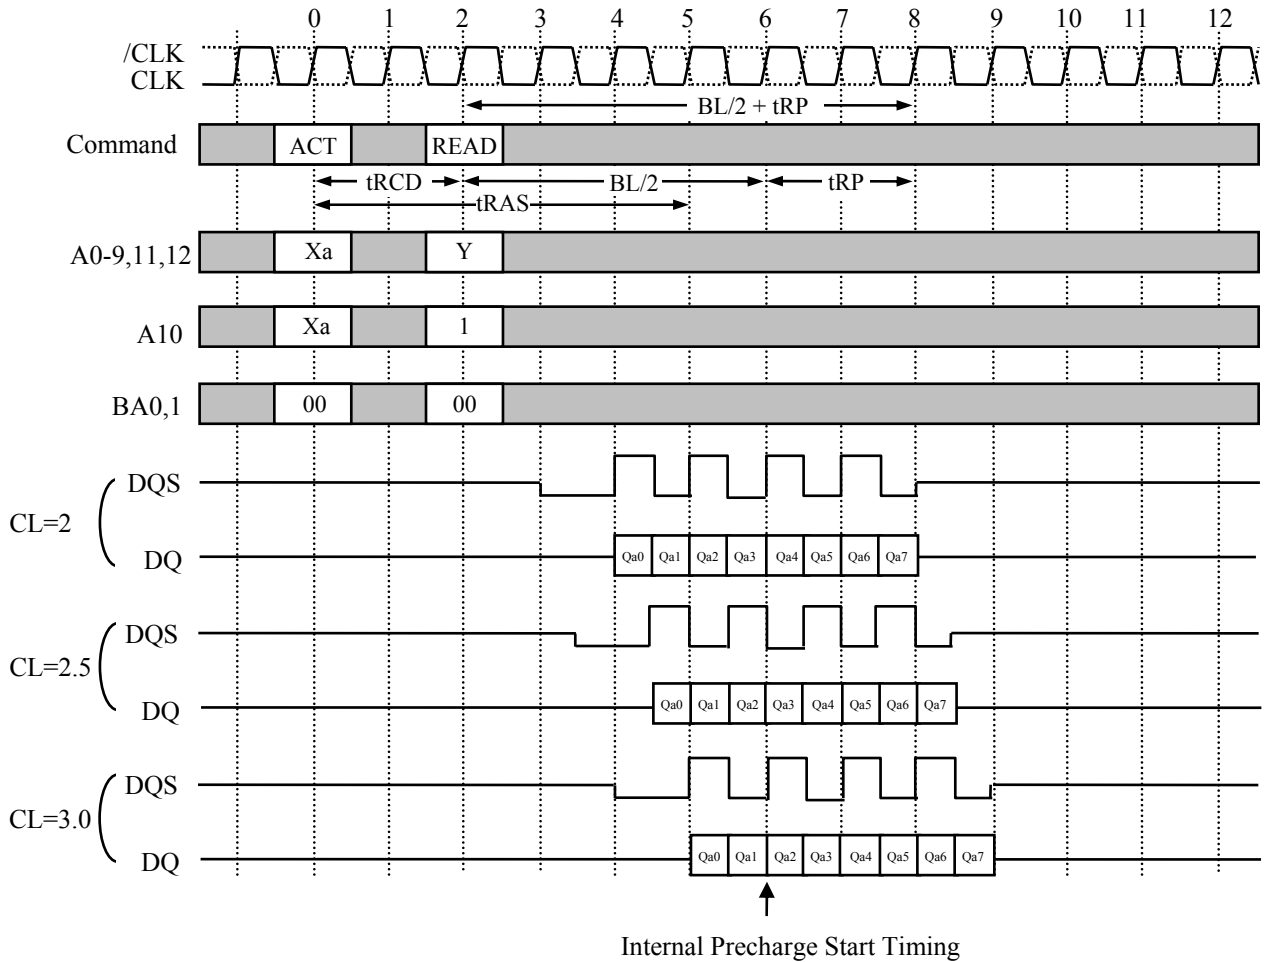 0 1 2 3 4 5 6 7 8 9 10 11 12
/CLK
CLK
BL/2 + tRP
Command ACT READ
tRCD BL/2 tRP
tRAS
A0-9,11,12 Xa Y
A10 Xa 1
BA0,1 00 00
DQS
CL=2
DQ Qa0 Qa1 Qa2 Qa3 Qa4 Qa5 Qa6 Qa7
DQS
CL=2.5
DQ Qa0 Qa1 Qa2 Qa3 Qa4 Qa5 Qa6 Qa7
DQS
CL=3.0
DQ Qa0 Qa1 Qa2 Qa3 Qa4 Qa5 Qa6 Qa7
Internal Precharge Start Timing